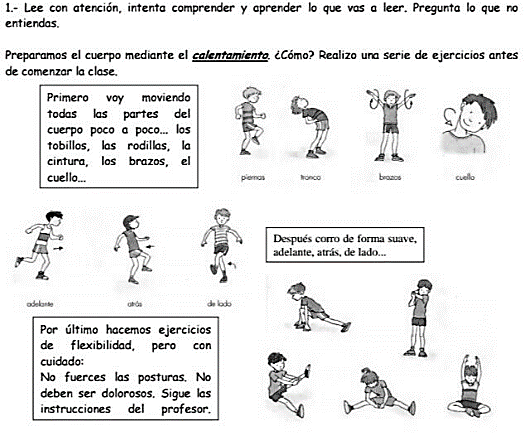 1.- Lee con atención, intenta comprender y aprender lo que vas a leer. Pregunta lo que no
entiendas.
Preparamos el cuerpo mediante el calentamiento. ¿Cómo? Realizo una serie de ejercicios antes
de comenzar la clase.
Primero voy moviendo
todas las partes del
cuerpo poco a poco... los
tobillos, las rodillas, la
cintura, los brazos, el
cuello...
piernas
tronco
brazos
cuello
Después corro de forma suave,
adelante, atrás, de lado...
adelante
atrás
de lado
Por último hacemos ejercicios
de flexibilidad, pero con
cuidado:
No fuerces las posturas. No
deben ser dolorosos. Sigue las
instrucciones del profesor.